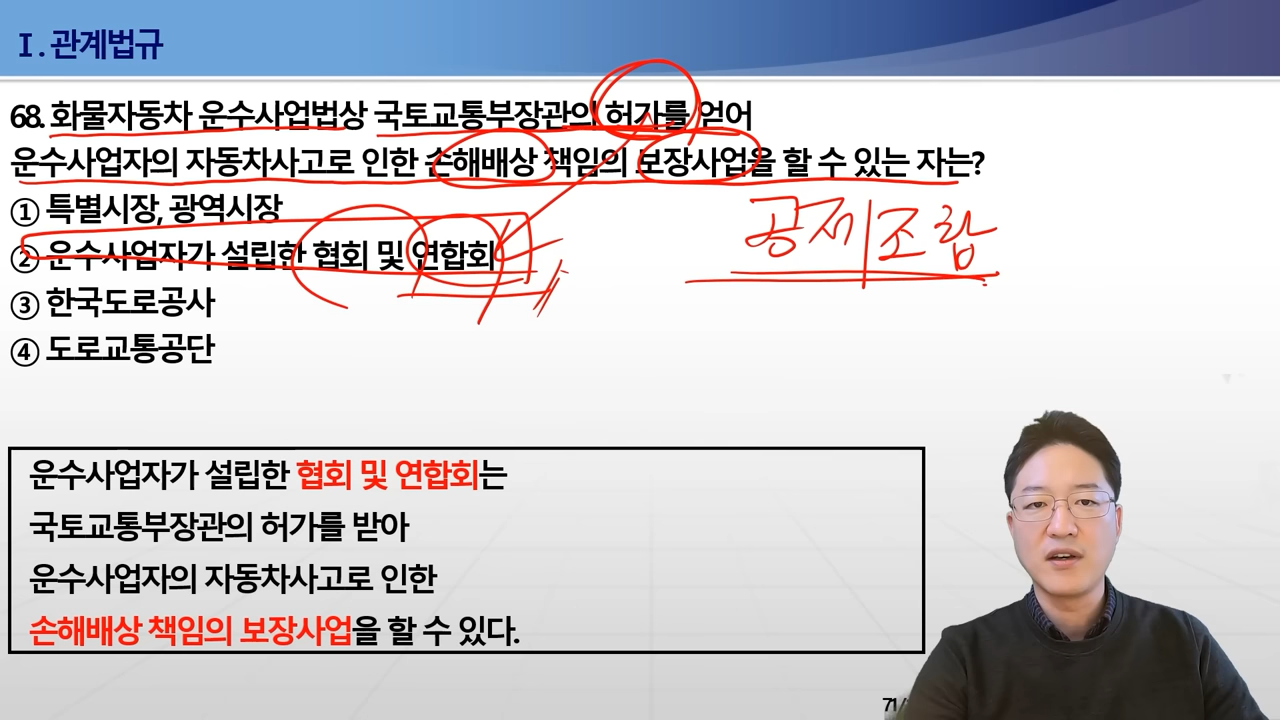 Ⅰ. 관계법규
68. 화물자동차 운수사업법상 국토교통부장관의 허가를 얻어
운수사업자의 자동차사고로 인한 손해배상 책임의 보장사업을 할 수 있는 자는?
① 특별시장, 광역시장
② 운수사업자가 설립한 협회 및 연합회
③ 한국도로공사
④ 도로교통공단
공제조합
운수사업자가 설립한 협회 및 연합회는
국토교통부장관의 허가를 받아
운수사업자의 자동차사고로 인한
손해배상 책임의 보장사업을 할 수 있다.
71